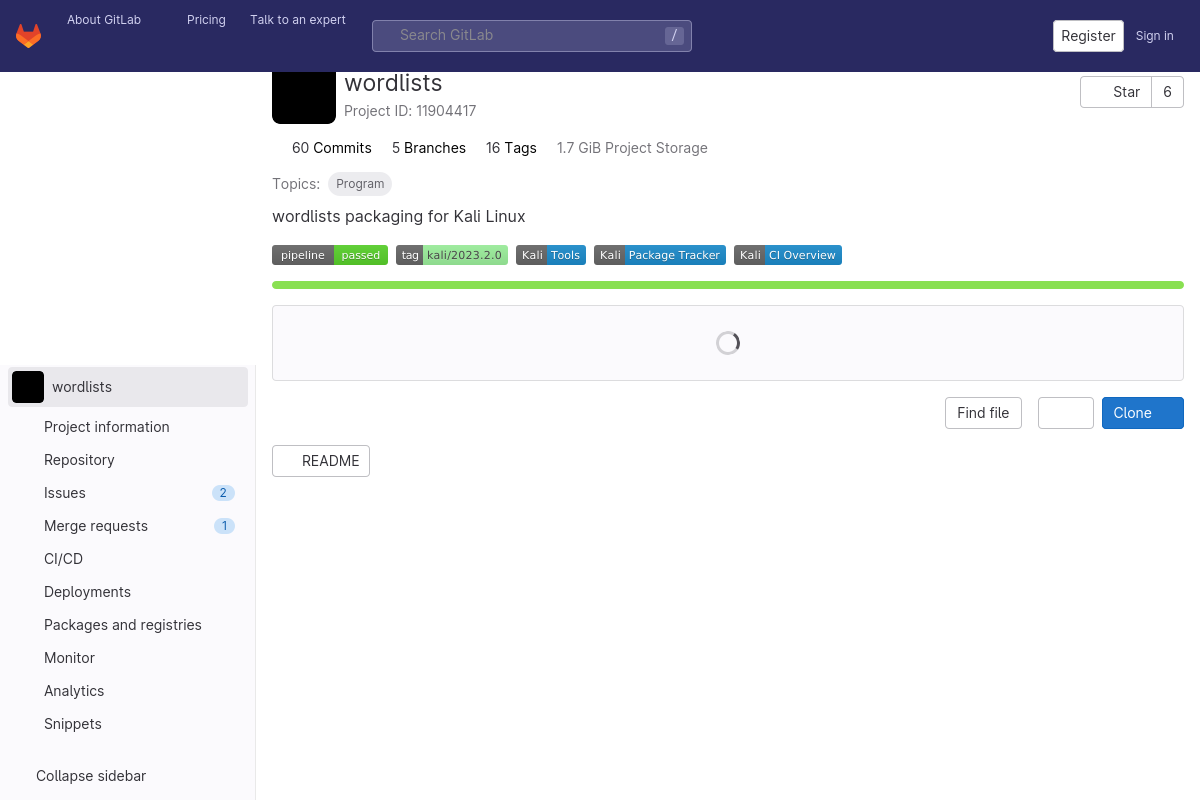 About GitLab
Pricing
Talk to an expert
Search GitLab
/
Register
Sign in
wordlists
Project ID: 11904417
Star
6
60 Commits
5 Branches
16 Tags
1.7 GiB Project Storage
Topics:
Program
wordlists packaging for Kali Linux
pipeline passed
tag kali/2023.2.0
Kali Tools
Kali Package Tracker
Kali CI Overview
Find file
Clone
README
wordlists
Project information
Repository
Issues
2
Merge requests
1
CI/CD
Deployments
Packages and registries
Monitor
Analytics
Snippets
Collapse sidebar